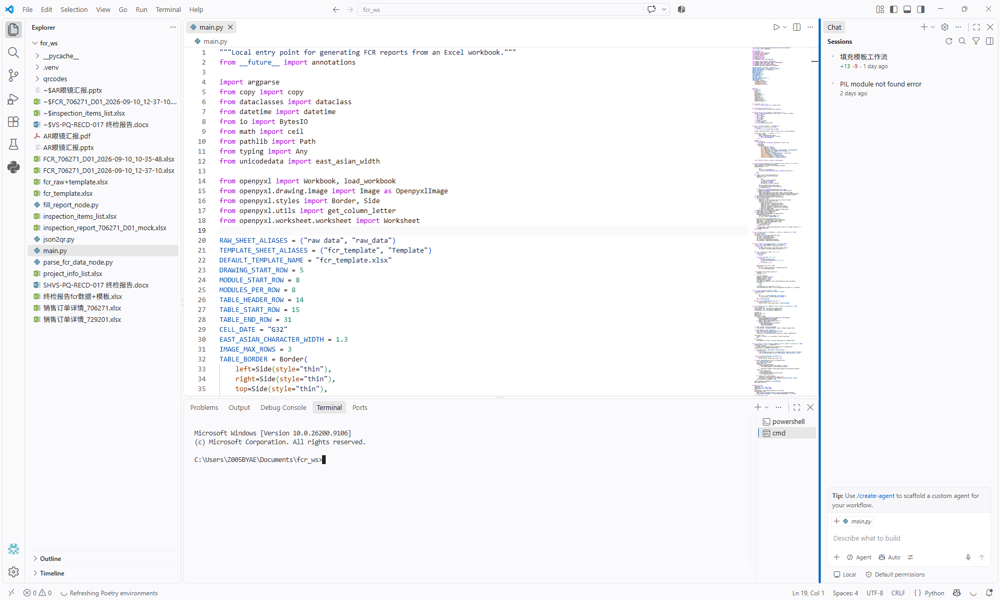 File Edit Selection View Go Run Terminal Help
fcr_ws
Explorer
fcr_ws
__pycache__
.venv
qrcodes
~$AR眼镜汇报.pptx
~$FCR_706271_D01_2026-09-10_12-37-10....
~$inspection_items_list.xlsx
~$VS-PQ-RECD-017 终检报告.docx
AR眼镜汇报.pdf
AR眼镜汇报.pptx
FCR_706271_D01_2026-09-10_10-35-48.xlsx
FCR_706271_D01_2026-09-10_12-37-10.xlsx
fcr_raw+template.xlsx
fcr_template.xlsx
fill_report_node.py
inspection_items_list.xlsx
inspection_report_706271_D01_mock.xlsx
json2qr.py
main.py
parse_fcr_data_node.py
project_info_list.xlsx
SHVS-PQ-RECD-017 终检报告.docx
终检报告fcr数据+模板.xlsx
销售订单详情_706271.xlsx
销售订单详情_729201.xlsx
Outline
Timeline
main.py
main.py
1 """Local entry point for generating FCR reports from an Excel workbook."""
2 from __future__ import annotations
3
4 import argparse
5 from copy import copy
6 from dataclasses import dataclass
7 from datetime import datetime
8 from io import BytesIO
9 from math import ceil
10 from pathlib import Path
11 from typing import Any
12 from unicodedata import east_asian_width
13
14 from openpyxl import Workbook, load_workbook
15 from openpyxl.drawing.image import Image as OpenpyxlImage
16 from openpyxl.styles import Border, Side
17 from openpyxl.utils import get_column_letter
18 from openpyxl.worksheet.worksheet import Worksheet
19
20 RAW_SHEET_ALIASES = ("raw data", "raw_data")
21 TEMPLATE_SHEET_ALIASES = ("fcr_template", "Template")
22 DEFAULT_TEMPLATE_NAME = "fcr_template.xlsx"
23 DRAWING_START_ROW = 5
24 MODULE_START_ROW = 8
25 MODULES_PER_ROW = 8
26 TABLE_HEADER_ROW = 14
27 TABLE_START_ROW = 15
28 TABLE_END_ROW = 31
29 CELL_DATE = "G32"
30 EAST_ASIAN_CHARACTER_WIDTH = 1.3
31 IMAGE_MAX_ROWS = 3
32 TABLE_BORDER = Border(
33 left=Side(style="thin"),
34 right=Side(style="thin"),
35 top=Side(style="thin"),
Problems Output Debug Console Terminal Ports
Microsoft Windows [Version 10.0.26200.9106]
(c) Microsoft Corporation. All rights reserved.
C:\Users\Z005BYAE\Documents\fcr_ws>
powershell
cmd
Chat
Sessions
填充模板工作流
+13 -9 · 1 day ago
PIL module not found error
2 days ago
Tip: Use /create-agent to scaffold a custom agent for
your workflow.
main.py
Describe what to build
Agent Auto
Local Default permissions
0 0 Refreshing Poetry environments
Ln 19, Col 1 Spaces: 4 UTF-8 CRLF { } Python